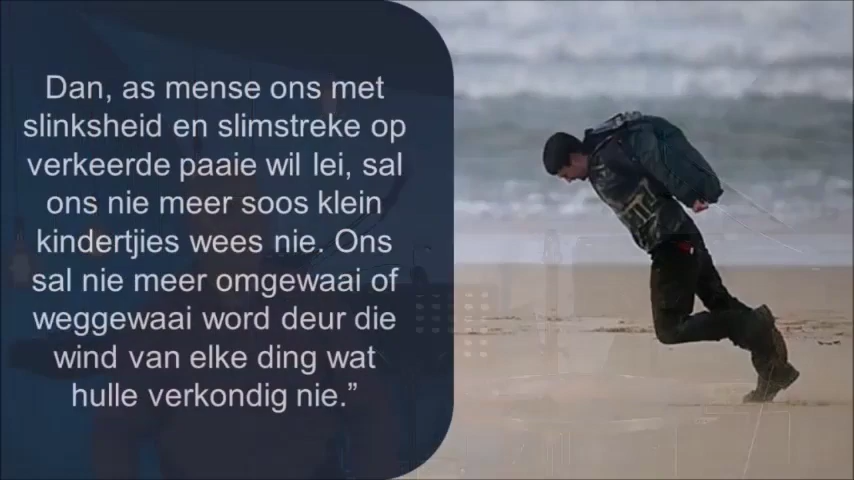 Dan, as mense ons met
slinksheid en slimstreke op
verkeerde paaie wil lei, sal
ons nie meer soos klein
kindertjies wees nie. Ons
sal nie meer omgewaai of
weggewaai word deur die
wind van elke ding wat
hulle verkondig nie.”